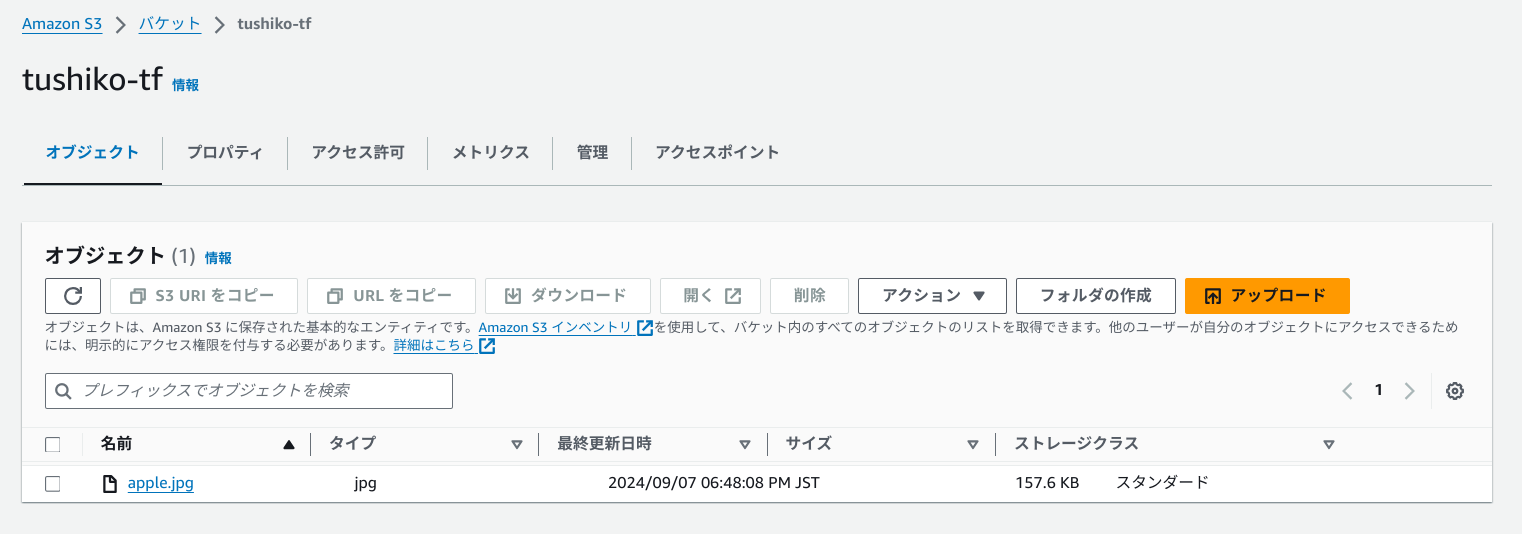 Amazon S3 > バケット > tushiko-tf
tushiko-tf 情報
オブジェクト プロパティ アクセス許可 メトリクス 管理 アクセスポイント
オブジェクト (1) 情報
S3 URI をコピー URL をコピー ダウンロード 開く 削除 アクション フォルダの作成 アップロード
オブジェクトは、Amazon S3 に保存された基本的なエンティティです。Amazon S3 インベントリ を使用して、バケット内のすべてのオブジェクトのリストを取得できます。他のユーザーが自分のオブジェクトにアクセスできるため
には、明示的にアクセス権限を付与する必要があります。詳細はこちら
プレフィックスでオブジェクトを検索 1
名前 タイプ 最終更新日時 サイズ ストレージクラス
apple.jpg jpg 2024/09/07 06:48:08 PM JST 157.6 KB スタンダード